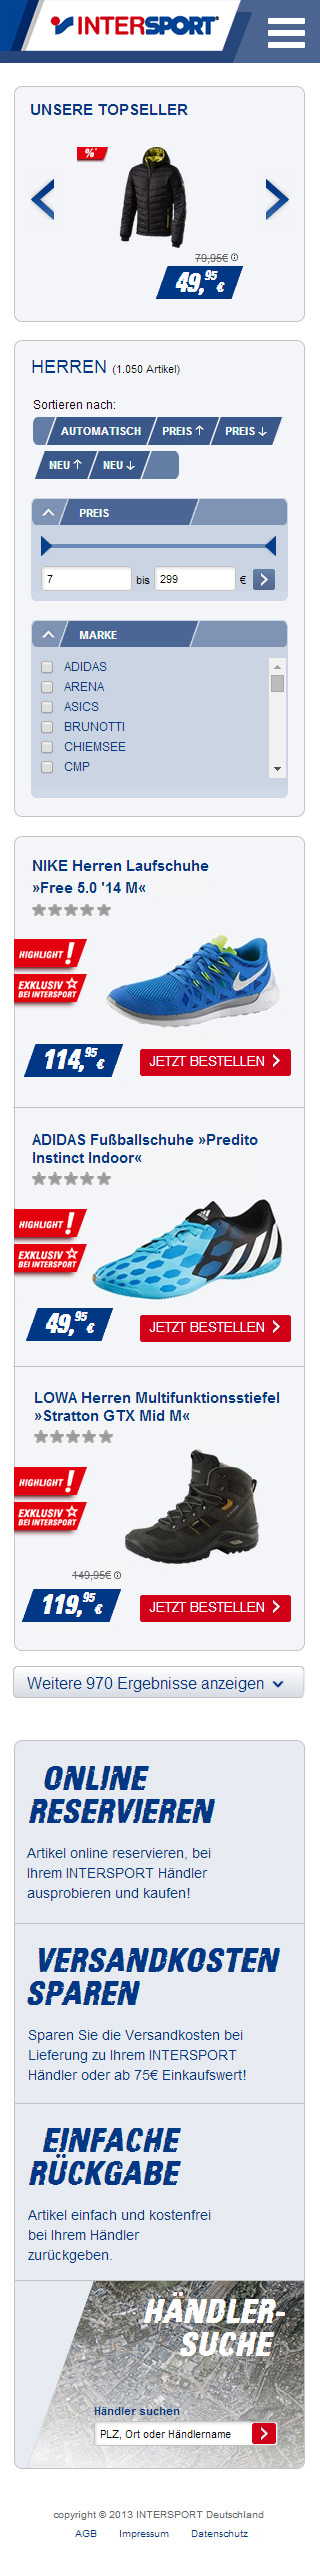 INTERSPORT
UNSERE TOPSELLER
%*
79,95€
49,95 €
HERREN (1.050 Artikel)
Sortieren nach:
AUTOMATISCH PREIS ↑ PREIS ↓
NEU ↑ NEU ↓
PREIS
7 bis 299 €
MARKE
ADIDAS
ARENA
ASICS
BRUNOTTI
CHIEMSEE
CMP
NIKE Herren Laufschuhe
»Free 5.0 '14 M«
HIGHLIGHT !
EXKLUSIV
BEI INTERSPORT
114,95 €
JETZT BESTELLEN
ADIDAS Fußballschuhe »Predito
Instinct Indoor«
HIGHLIGHT !
EXKLUSIV
BEI INTERSPORT
49,95 €
JETZT BESTELLEN
LOWA Herren Multifunktionsstiefel
»Stratton GTX Mid M«
HIGHLIGHT !
EXKLUSIV
BEI INTERSPORT
149,95€
119,95 €
JETZT BESTELLEN
Weitere 970 Ergebnisse anzeigen
ONLINE
RESERVIEREN
Artikel online reservieren, bei
Ihrem INTERSPORT Händler
ausprobieren und kaufen!
VERSANDKOSTEN
SPAREN
Sparen Sie die Versandkosten bei
Lieferung zu Ihrem INTERSPORT
Händler oder ab 75€ Einkaufswert!
EINFACHE
RÜCKGABE
Artikel einfach und kostenfrei
bei Ihrem Händler
zurückgeben.
HÄNDLER-
SUCHE
Händler suchen
PLZ, Ort oder Händlername
copyright © 2013 INTERSPORT Deutschland
AGB Impressum Datenschutz